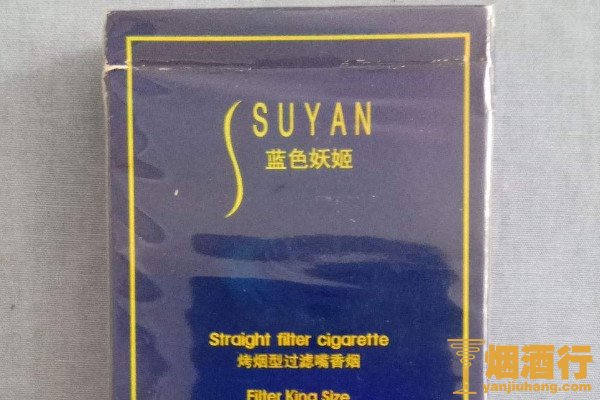 SUYAN
蓝色妖姬
Straight filter cigarette
烤烟型过滤嘴香烟
Filter King Size
烟酒行
yanjiuhang.com